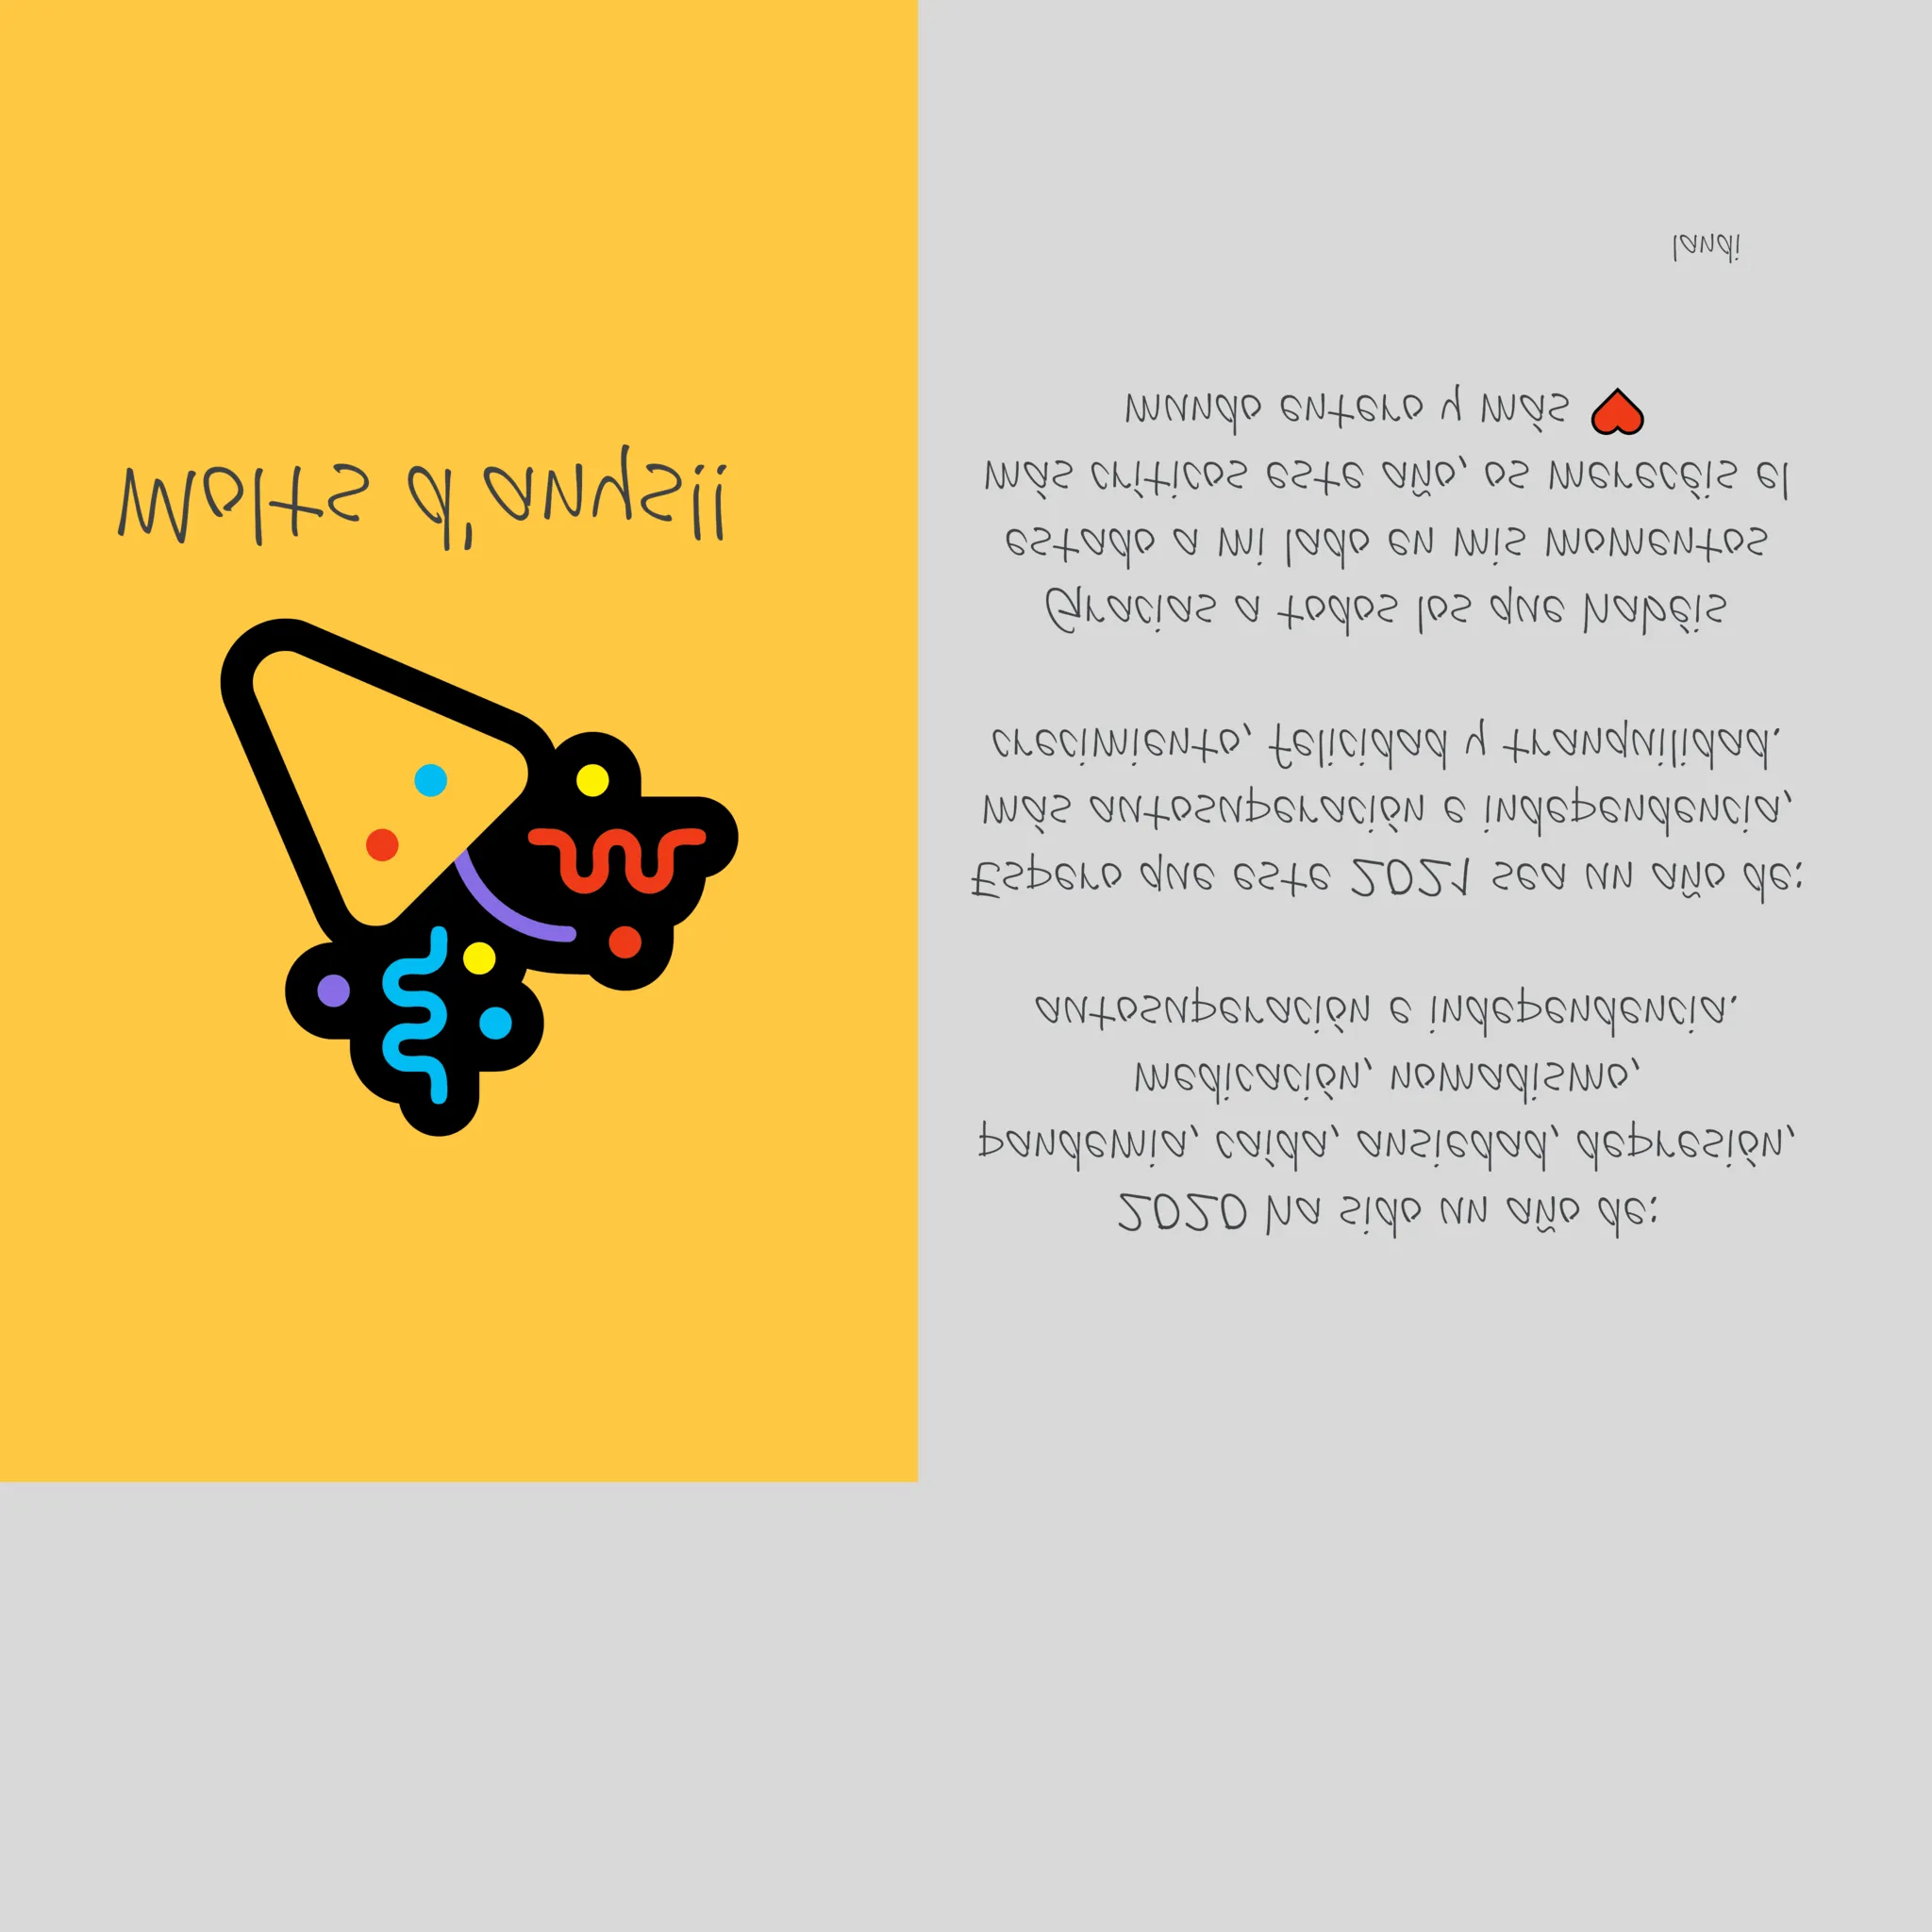 Molts d'anys!!
2020 ha sido un año de:
pandemia, caída, ansiedad, depresión,
medicación, nomadismo,
autosuperación e independencia.
Espero que este 2021 sea un año de:
más autosuperación e independencia,
crecimiento, felicidad y tranquilidad.
Gracias a todos los que habéis
estado a mi lado en mis momentos
más críticos este año, os merecéis el
mundo entero y más
landi